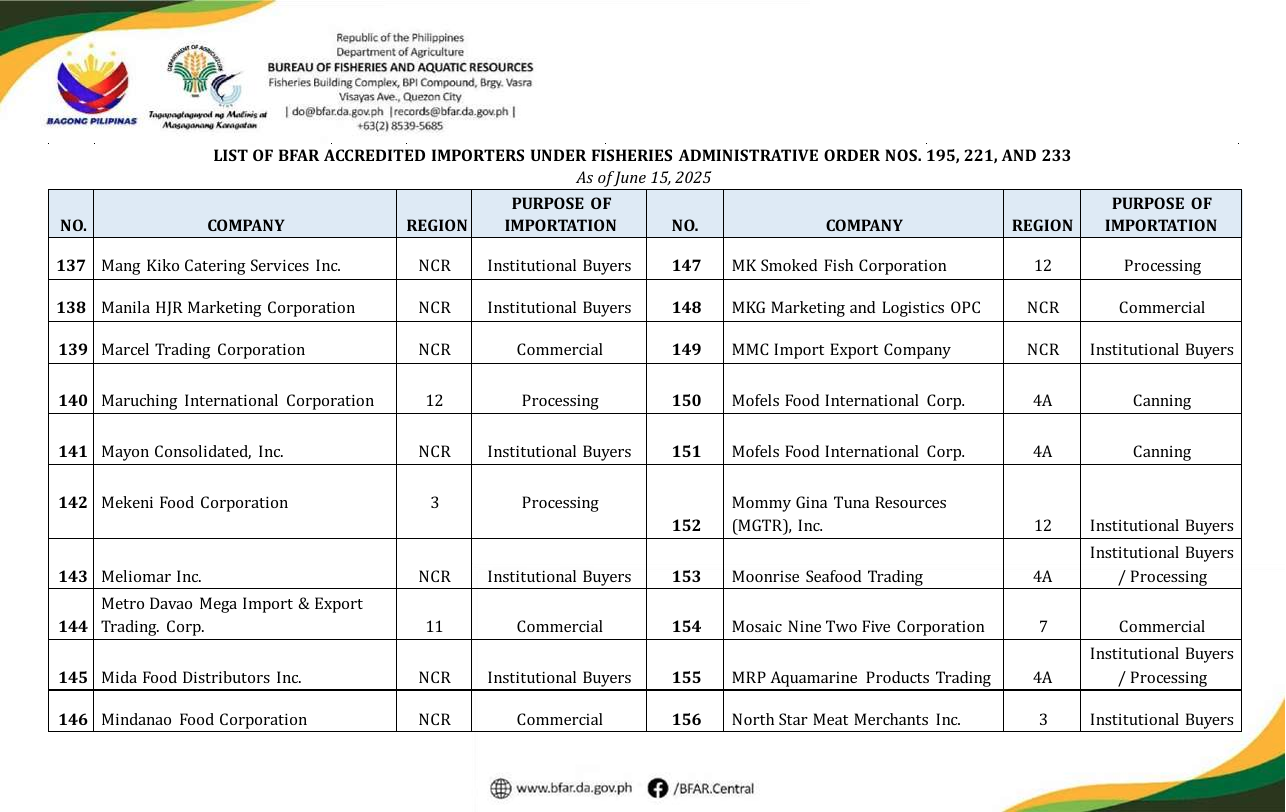 Republic of the Philippines
Department of Agriculture
BUREAU OF FISHERIES AND AQUATIC RESOURCES
Fisheries Building Complex, BPI Compound, Brgy. Vasra
Visayas Ave., Quezon City
| do@bfar.da.gov.ph |records@bfar.da.gov.ph |
+63(2) 8539-5685
BAGONG PILIPINAS
DEPARTMENT OF AGRICULTURE
Tagapagtaguyod ng Malinis at
Masaganang Karagatan
LIST OF BFAR ACCREDITED IMPORTERS UNDER FISHERIES ADMINISTRATIVE ORDER NOS. 195, 221, AND 233
As of June 15, 2025
NO. COMPANY REGION PURPOSE OF IMPORTATION NO. COMPANY REGION PURPOSE OF IMPORTATION
137 Mang Kiko Catering Services Inc. NCR Institutional Buyers 147 MK Smoked Fish Corporation 12 Processing
138 Manila HJR Marketing Corporation NCR Institutional Buyers 148 MKG Marketing and Logistics OPC NCR Commercial
139 Marcel Trading Corporation NCR Commercial 149 MMC Import Export Company NCR Institutional Buyers
140 Maruching International Corporation 12 Processing 150 Mofels Food International Corp. 4A Canning
141 Mayon Consolidated, Inc. NCR Institutional Buyers 151 Mofels Food International Corp. 4A Canning
142 Mekeni Food Corporation 3 Processing 152 Mommy Gina Tuna Resources (MGTR), Inc. 12 Institutional Buyers
143 Meliomar Inc. NCR Institutional Buyers 153 Moonrise Seafood Trading 4A Institutional Buyers / Processing
144 Metro Davao Mega Import & Export Trading. Corp. 11 Commercial 154 Mosaic Nine Two Five Corporation 7 Commercial
145 Mida Food Distributors Inc. NCR Institutional Buyers 155 MRP Aquamarine Products Trading 4A Institutional Buyers / Processing
146 Mindanao Food Corporation NCR Commercial 156 North Star Meat Merchants Inc. 3 Institutional Buyers
www.bfar.da.gov.ph /BFAR.Central